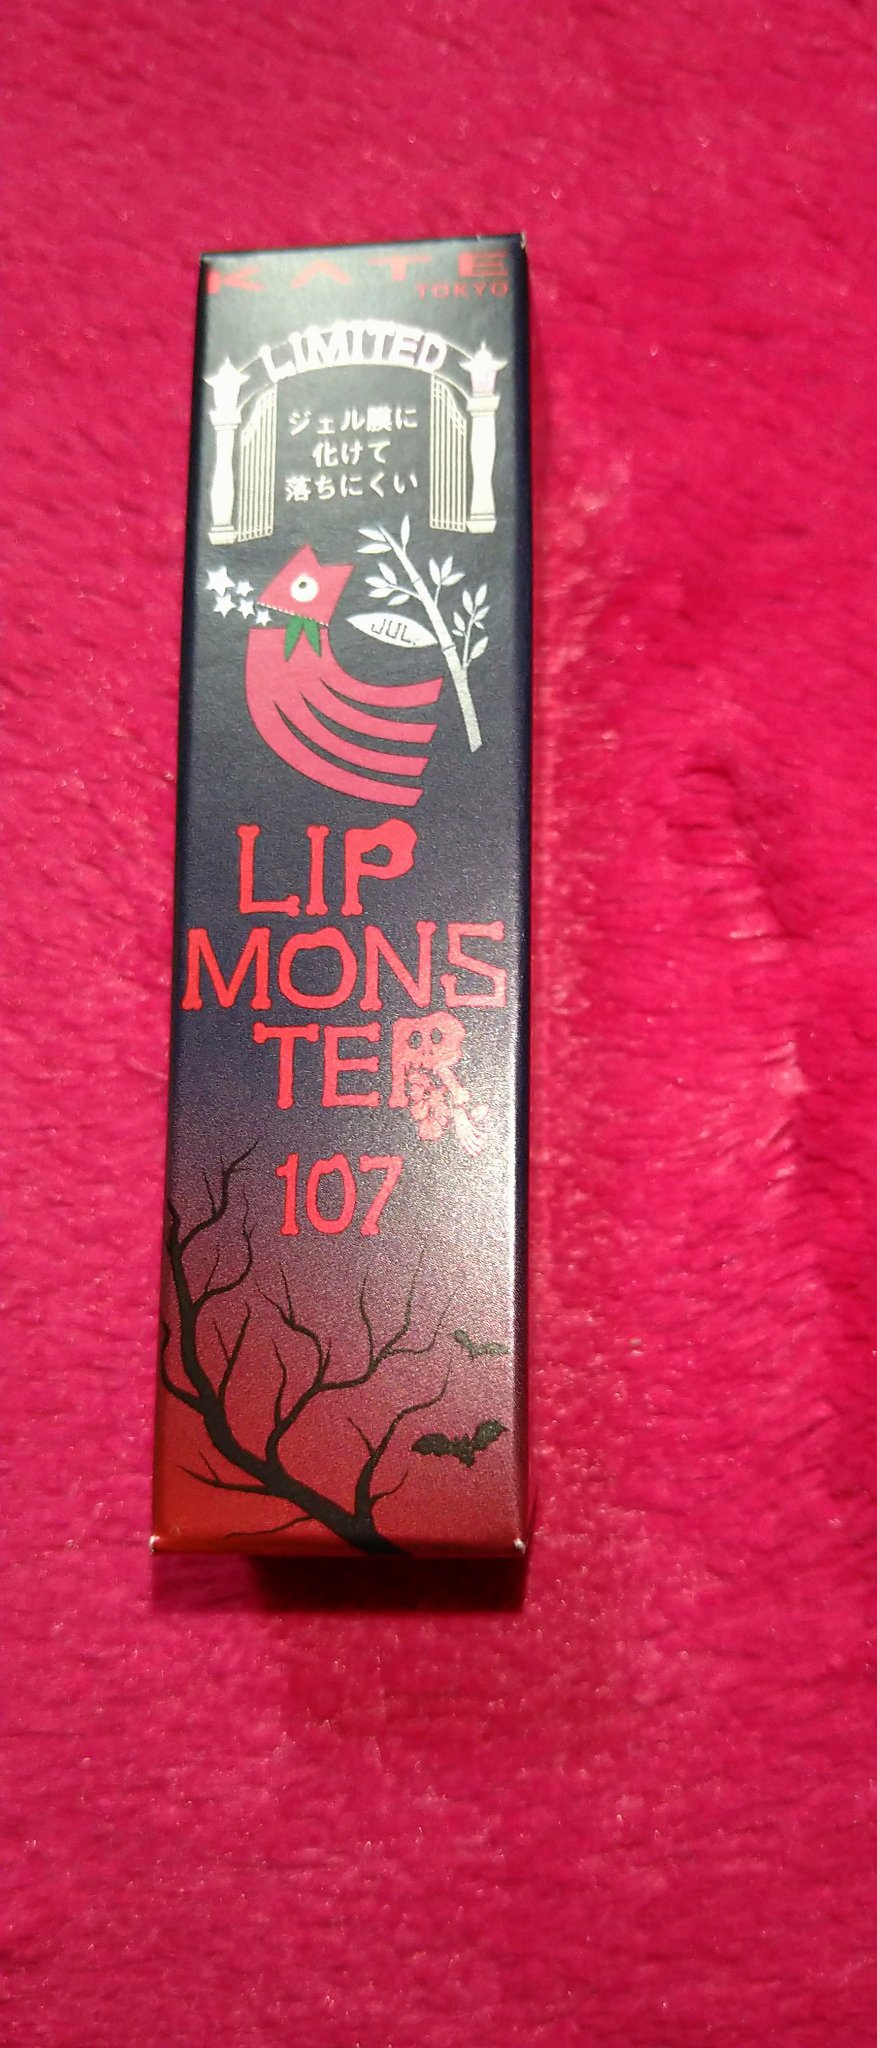 KATE
TOKYO
LIMITED
ジェル膜に
化けて
落ちにくい
JUL.
LIP
MONS
TER
107